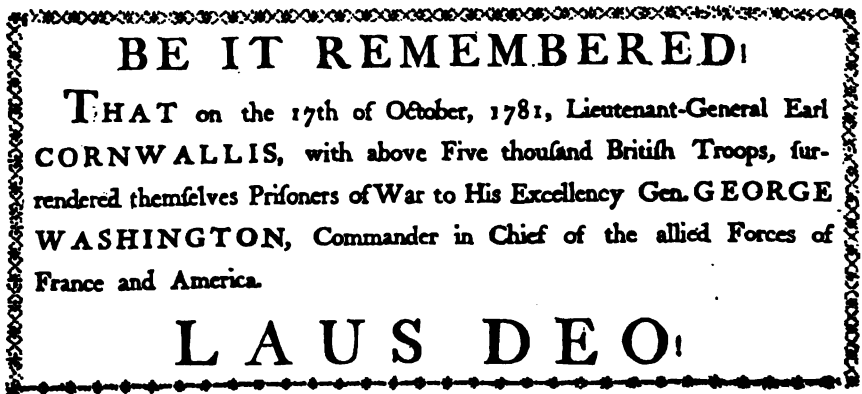 BE IT REMEMBERED!
THAT on the 17th of October, 1781, Lieutenant-General Earl
CORNWALLIS, with above Five thouſand Britiſh Troops, ſur-
rendered themſelves Priſoners of War to His Excellency Gen. GEORGE
WASHINGTON, Commander in Chief of the allied Forces of
France and America.
LAUS DEO!